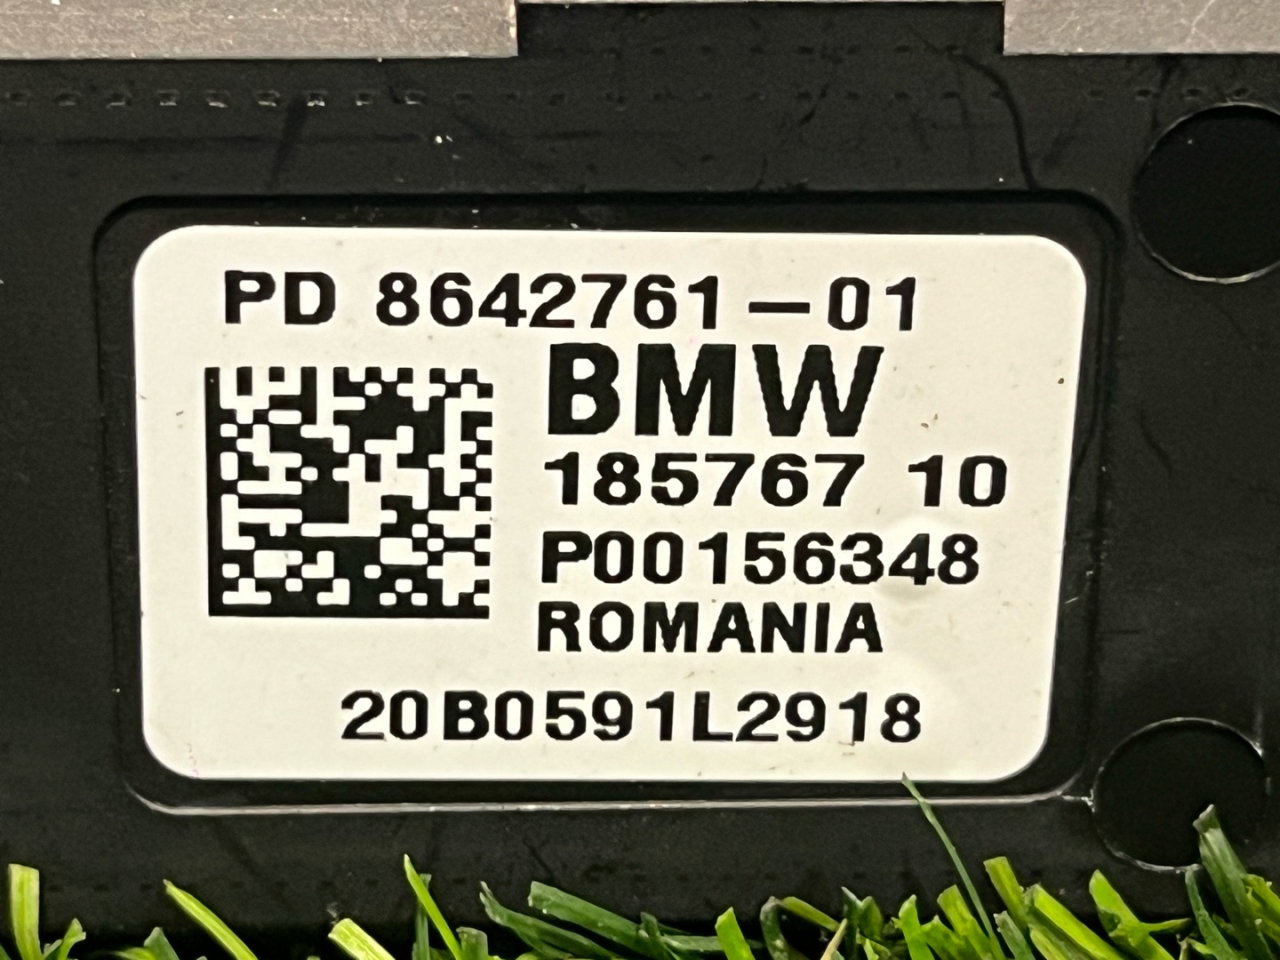 PD 8642761-01
BMW
185767 10
P00156348
ROMANIA
20B0591L2918